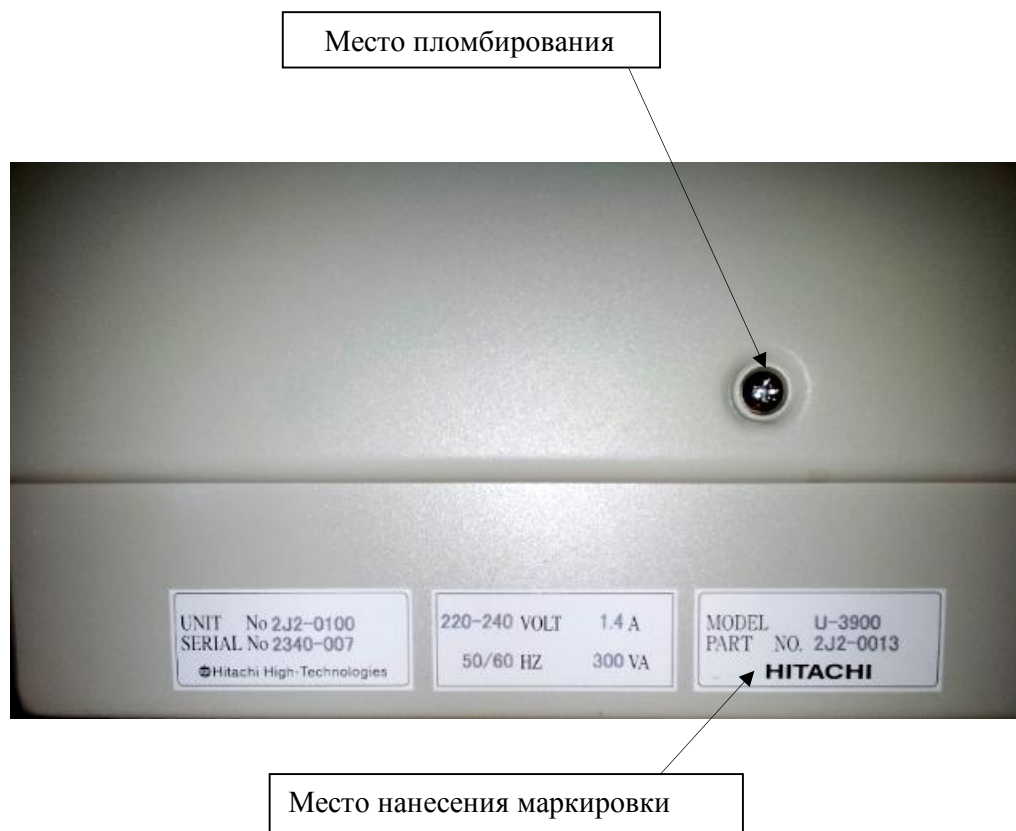 Место пломбирования
UNIT No 2J2-0100
SERIAL No 2340-007
Hitachi High-Technologies
220-240 VOLT 1.4 A
50/60 HZ 300 VA
MODEL U-3900
PART NO. 2J2-0013
HITACHI
Место нанесения маркировки